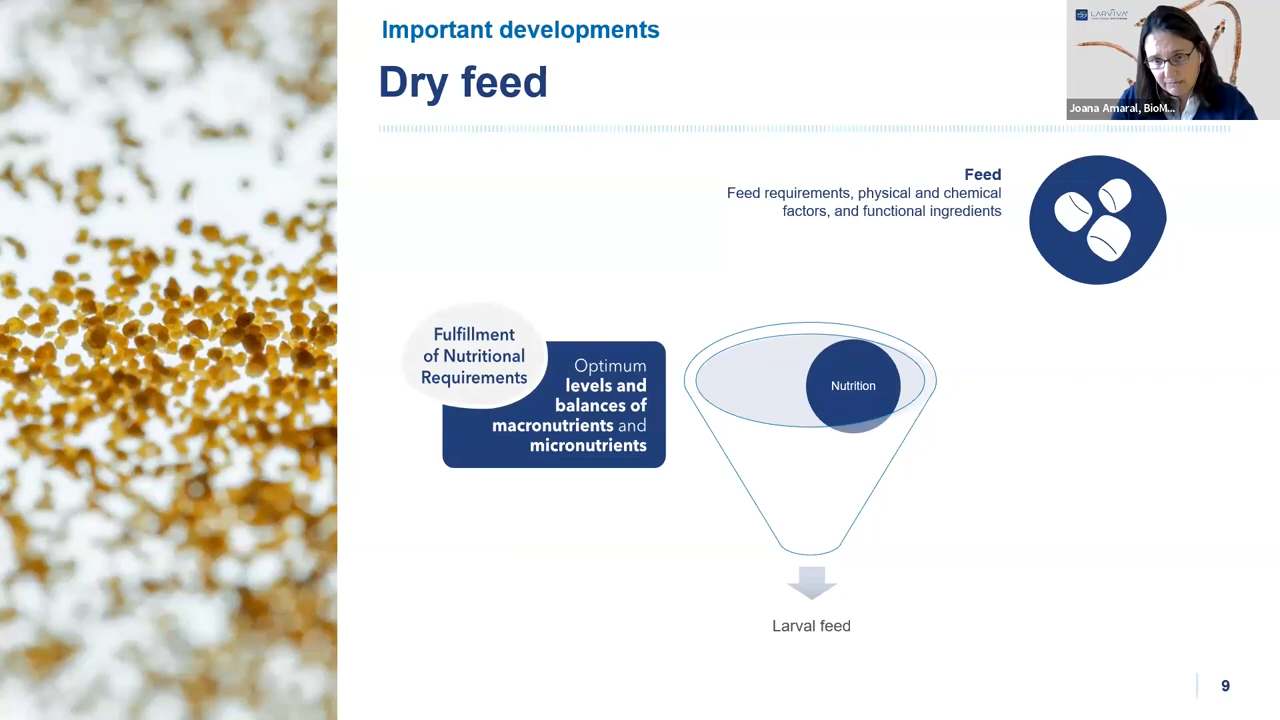 Important developments
Dry feed
LARVIVA
Joana Amaral, BioM...
Feed
Feed requirements, physical and chemical
factors, and functional ingredients
Fulfillment
of Nutritional
Requirements
Optimum
levels and
balances of
macronutrients and
micronutrients
Nutrition
Larval feed
9